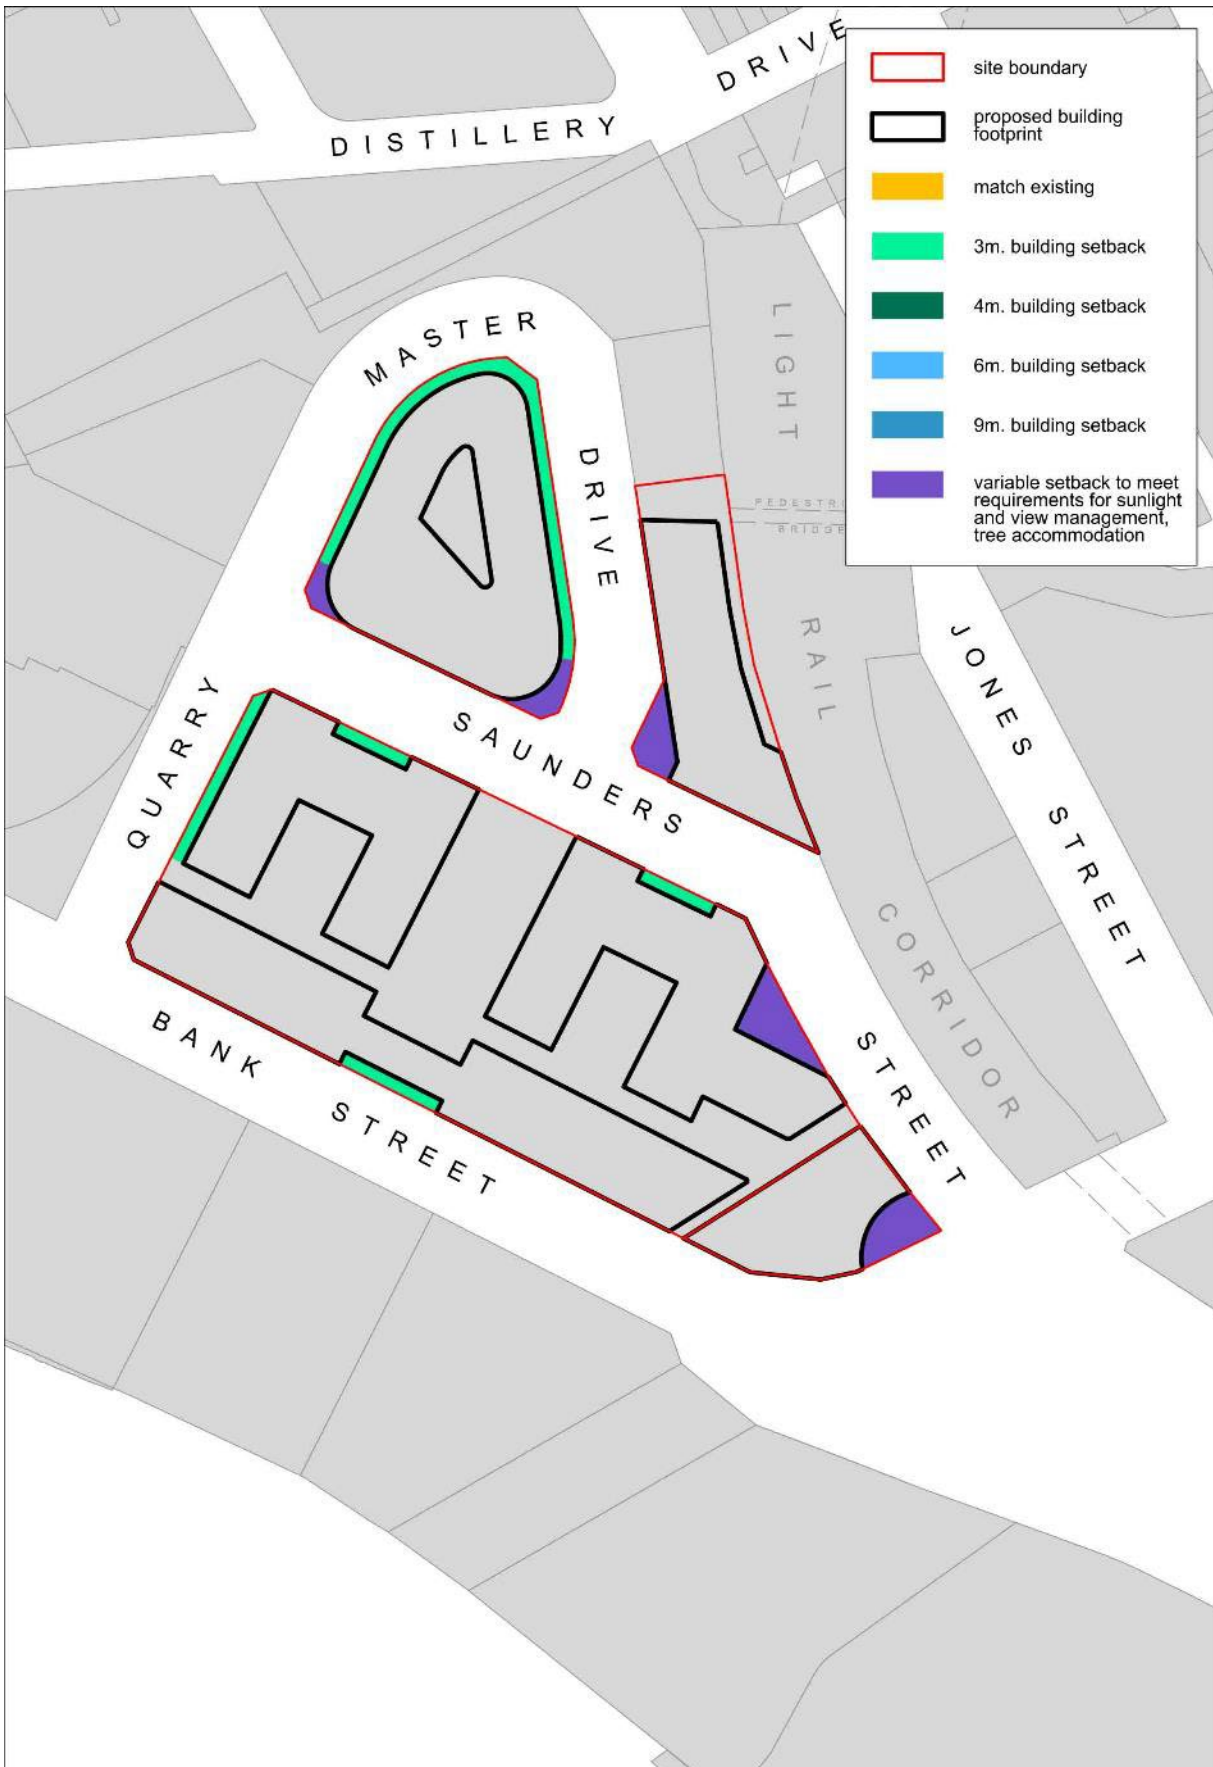 DRIVE
DISTILLERY
site boundary
proposed building
footprint
match existing
3m. building setback
4m. building setback
6m. building setback
9m. building setback
variable setback to meet
requirements for sunlight
and view management,
tree accommodation
MASTER
DRIVE
LIGHT
RAIL
CORRIDOR
PEDESTRI
BRIDGE
JONES STREET
QUARRY
SAUNDERS
STREET
BANK STREET